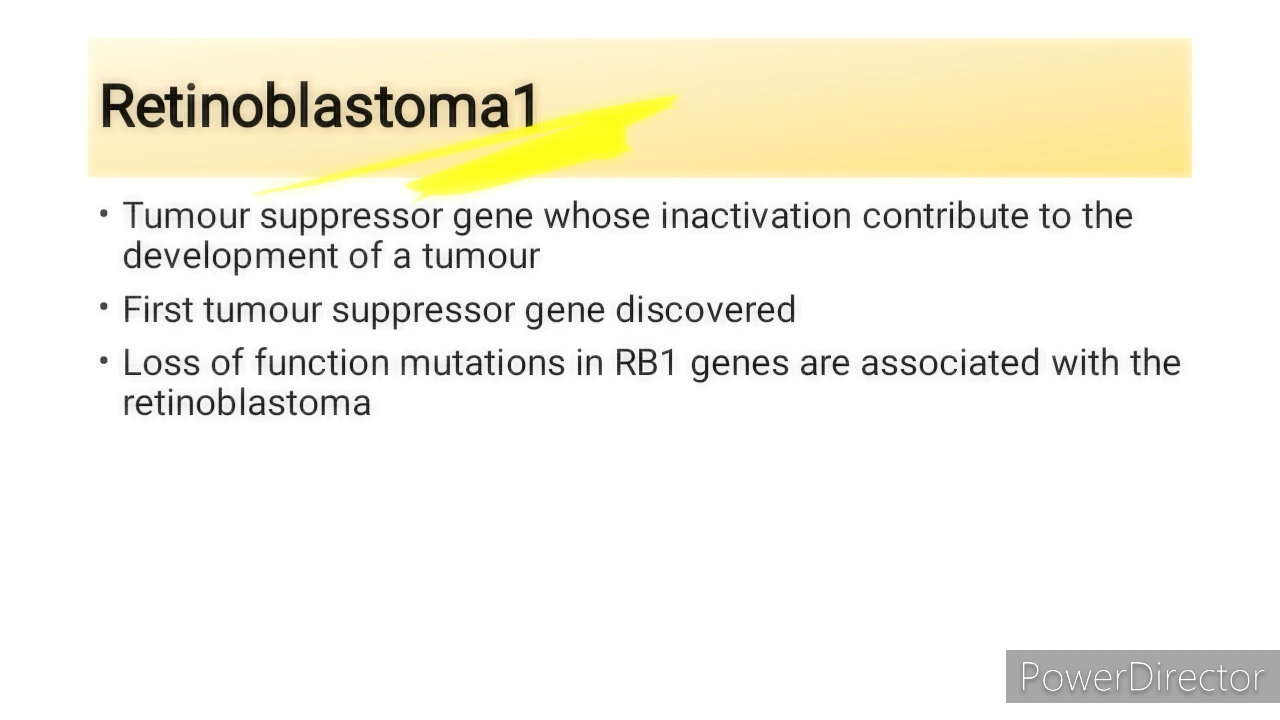 Retinoblastoma1
• Tumour suppressor gene whose inactivation contribute to the
development of a tumour
• First tumour suppressor gene discovered
• Loss of function mutations in RB1 genes are associated with the
retinoblastoma
PowerDirector